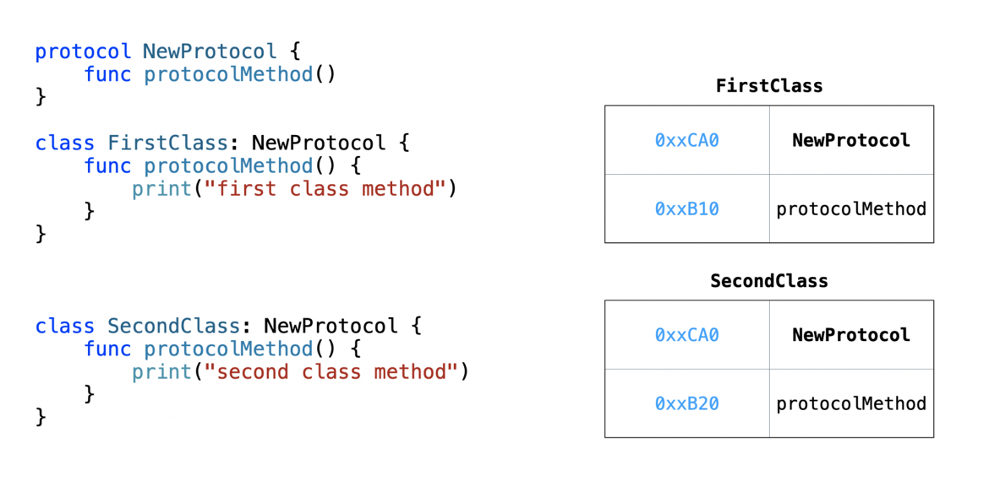 protocol NewProtocol {
    func protocolMethod()
}
class FirstClass: NewProtocol {
    func protocolMethod() {
        print("first class method")
    }
}
class SecondClass: NewProtocol {
    func protocolMethod() {
        print("second class method")
    }
}
FirstClass
0xxCA0 NewProtocol
0xxB10 protocolMethod
SecondClass
0xxCA0 NewProtocol
0xxB20 protocolMethod